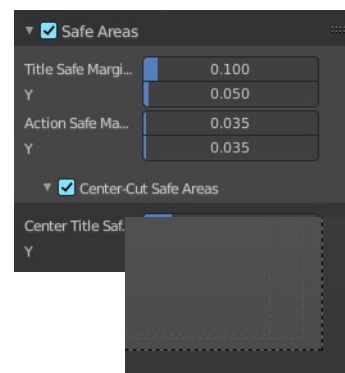 Safe Areas
Title Safe Margi... 0.100
Y 0.050
Action Safe Ma... 0.035
Y 0.035
Center-Cut Safe Areas
Center Title Saf.
Y